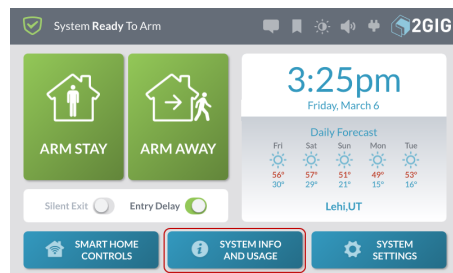 System Ready To Arm
2GIG
ARM STAY
ARM AWAY
Silent Exit
Entry Delay
3:25pm
Friday, March 6
Daily Forecast
Fri Sat Sun Mon Tue
56° 57° 51° 49° 53°
30° 29° 21° 15° 16°
Lehi,UT
SMART HOME
CONTROLS
SYSTEM INFO
AND USAGE
SYSTEM
SETTINGS